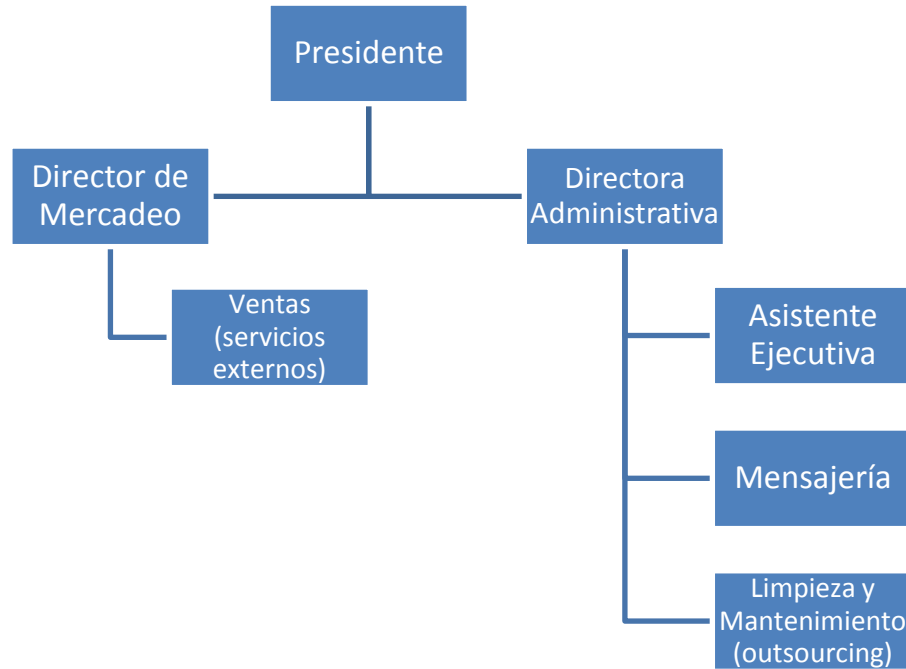 Presidente
Director de
Mercadeo
Directora
Administrativa
Ventas
(servicios
externos)
Asistente
Ejecutiva
Mensajería
Limpieza y
Mantenimiento
(outsourcing)